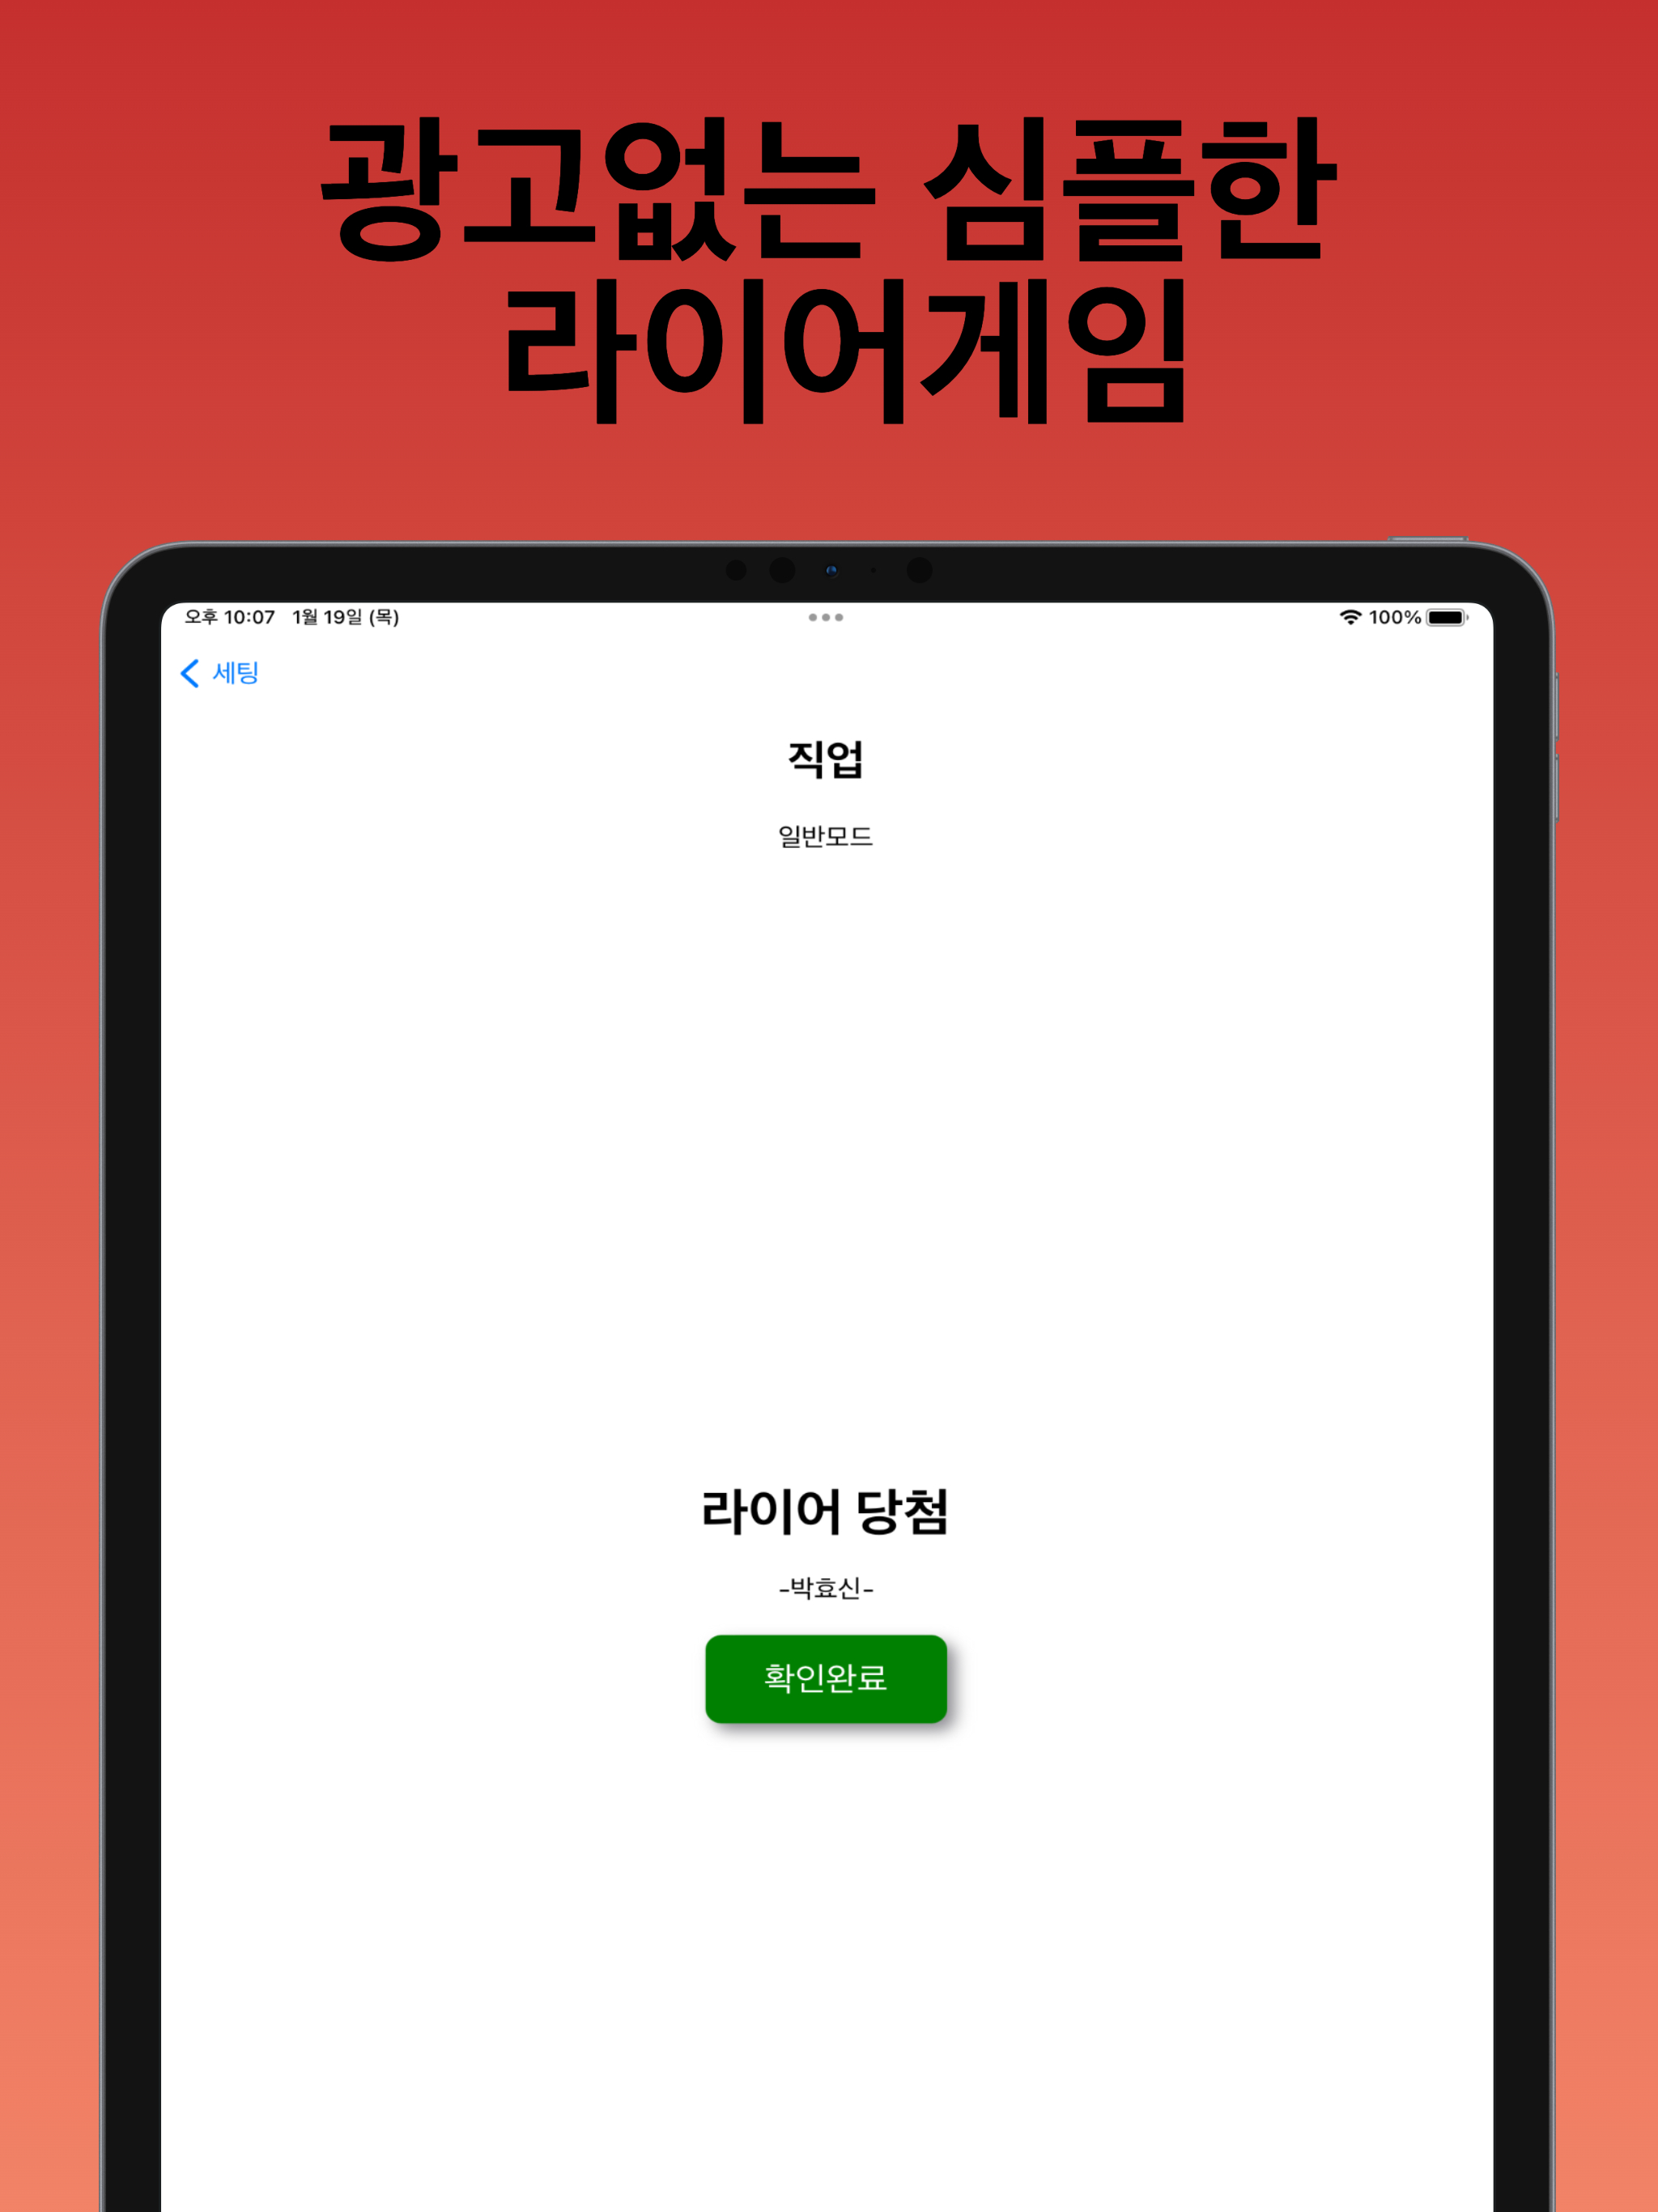 광고없는 심플한
라이어게임
오후 10:07 1월 19일 (목)
100%
세팅
직업
일반모드
라이어 당첨
-박효신-
확인완료